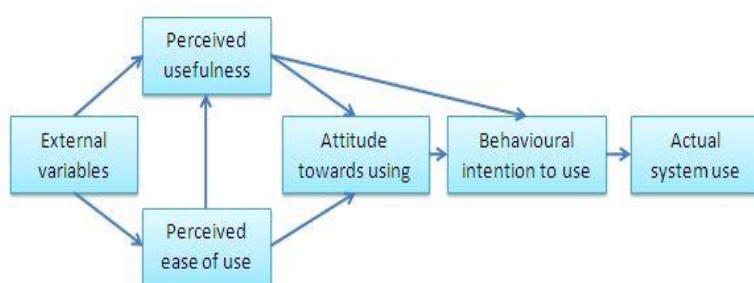 Perceived
usefulness
External
variables
Attitude
towards using
Behavioural
intention to use
Actual
system use
Perceived
ease of use